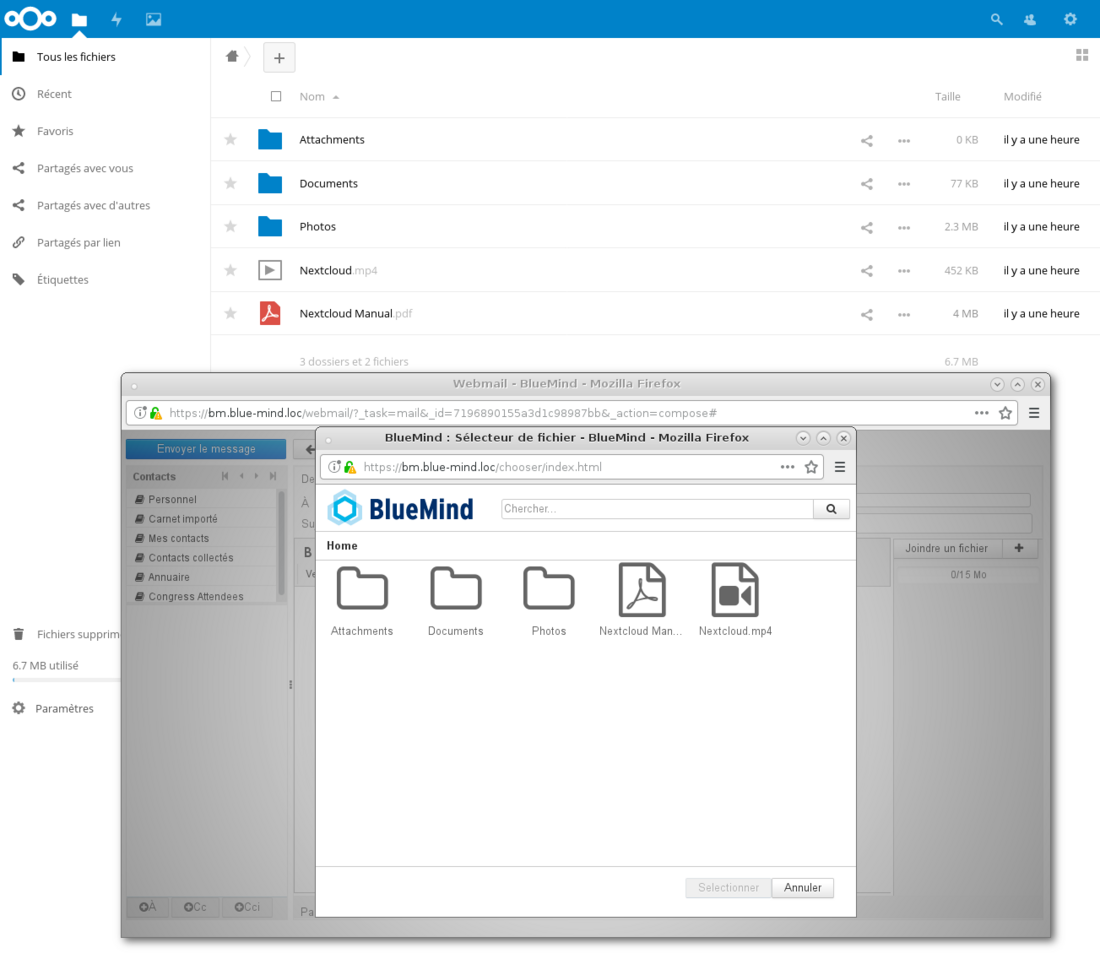 Tous les fichiers
Récent
Favoris
Partagés avec vous
Partagés avec d'autres
Partagés par lien
Étiquettes
Fichiers supprim
6.7 MB utilisé
Paramètres
+
Nom Taille Modifié
Attachments 0 KB il y a une heure
Documents 77 KB il y a une heure
Photos 2.3 MB il y a une heure
Nextcloud.mp4 452 KB il y a une heure
Nextcloud Manual.pdf 4 MB il y a une heure
3 dossiers et 2 fichiers 6.7 MB
Webmail - BlueMind - Mozilla Firefox
https://bm.blue-mind.loc/webmail/?_task=mail&_id=7196890155a3d1c98987bb&_action=compose#
Envoyer le message
Contacts
Personnel
Carnet importé
Mes contacts
Contacts collectés
Annuaire
Congress Attendees
À
Cc
Cci
De
À
Su
B
Ve
Pa
Joindre un fichier +
0/15 Mo
BlueMind : Sélecteur de fichier - BlueMind - Mozilla Firefox
https://bm.blue-mind.loc/chooser/index.html
BlueMind
Chercher...
Home
Attachments
Documents
Photos
Nextcloud Man...
Nextcloud.mp4
Selectionner
Annuler